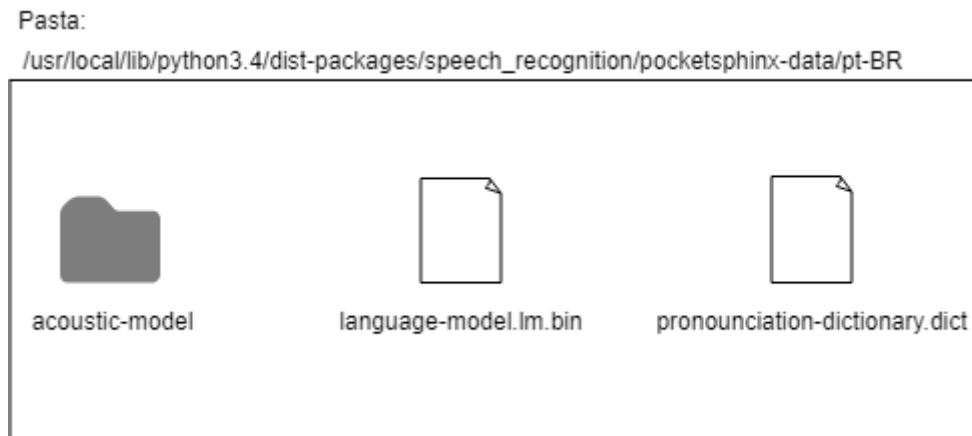 Pasta:
/usr/local/lib/python3.4/dist-packages/speech_recognition/pocketsphinx-data/pt-BR
acoustic-model
language-model.lm.bin
pronounciation-dictionary.dict